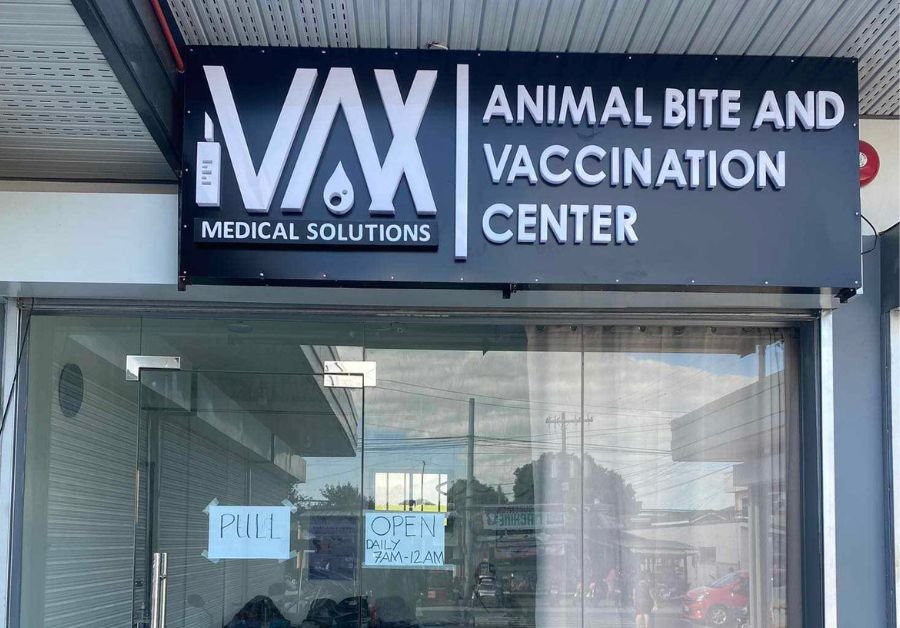 VAX
MEDICAL SOLUTIONS
ANIMAL BITE AND
VACCINATION
CENTER
PULL
OPEN
DAILY
7AM-12AM